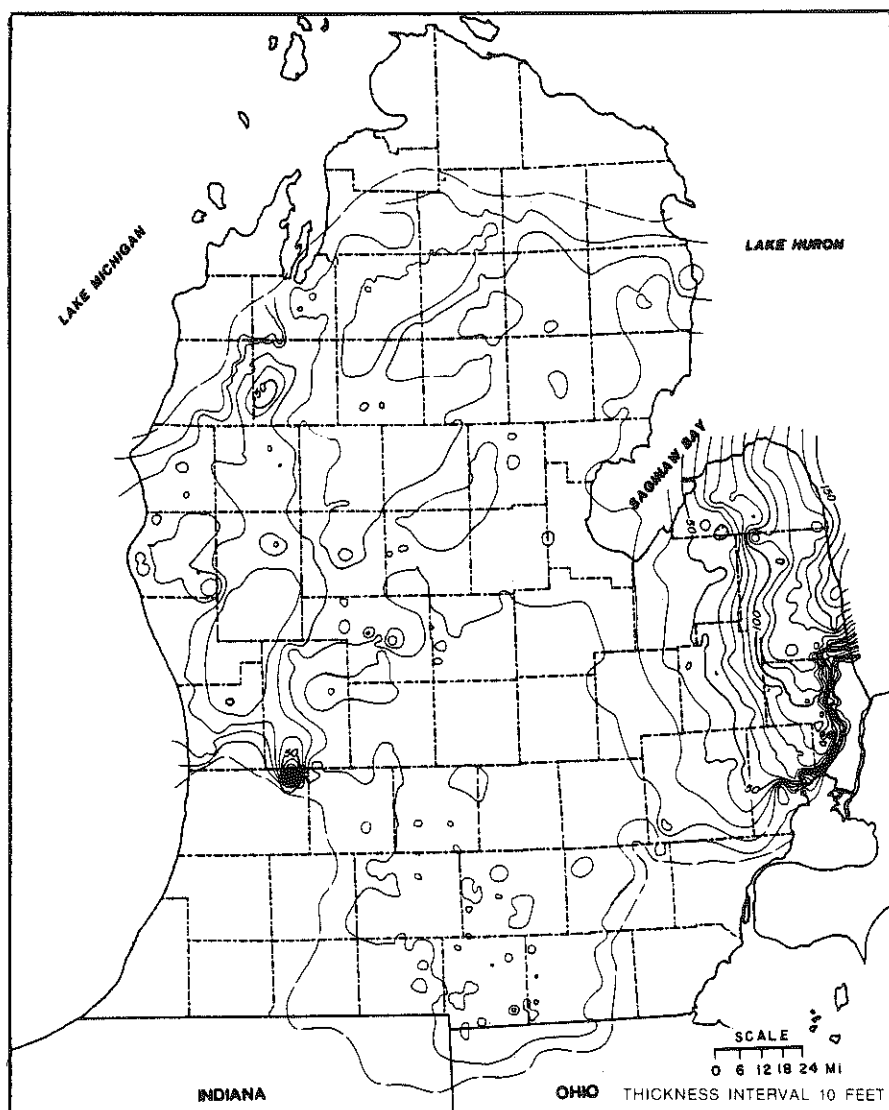 LAKE MICHIGAN
LAKE HURON
50
SAGINAW BAY
150
50
100
50
50
SCALE
0 6 12 18 24 Mi
INDIANA
OHIO
THICKNESS INTERVAL 10 FEET